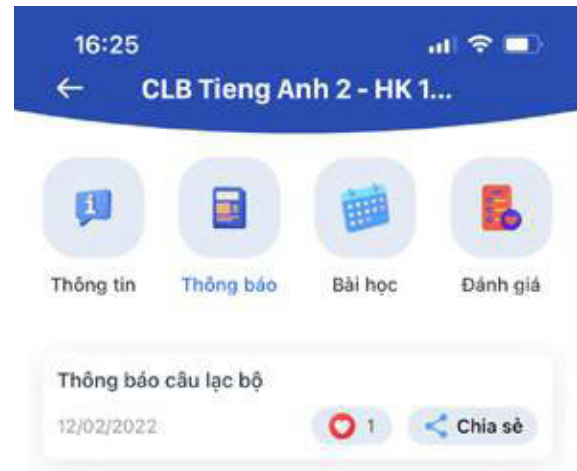 16:25
CLB Tieng Anh 2 - HK 1...
Thông tin
Thông báo
Bài học
Đánh giá
Thông báo câu lạc bộ
12/02/2022
1
Chia sẻ